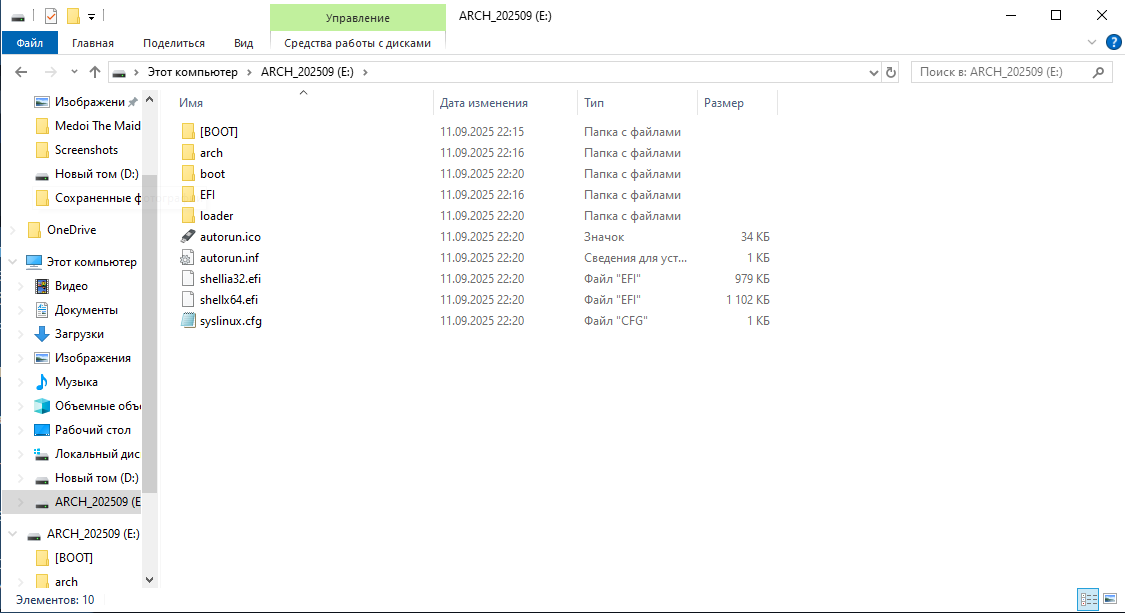 Управление
ARCH_202509 (E:)
Файл
Главная
Поделиться
Вид
Средства работы с дисками
?
Этот компьютер
ARCH_202509 (E:)
Поиск в: ARCH_202509 (E:)
Изображени
Medoi The Maid
Screenshots
Новый том (D:)
Сохраненные ф
OneDrive
Этот компьютер
Видео
Документы
Загрузки
Изображения
Музыка
Объемные объ
Рабочий стол
Локальный дис
Новый том (D:)
ARCH_202509 (E
ARCH_202509 (E:)
[BOOT]
arch
Имя Дата изменения Тип Размер
[BOOT] 11.09.2025 22:15 Папка с файлами
arch 11.09.2025 22:16 Папка с файлами
boot 11.09.2025 22:20 Папка с файлами
EFI 11.09.2025 22:16 Папка с файлами
loader 11.09.2025 22:20 Папка с файлами
autorun.ico 11.09.2025 22:20 Значок 34 КБ
autorun.inf 11.09.2025 22:20 Сведения для уст... 1 КБ
shellia32.efi 11.09.2025 22:20 Файл "EFI" 979 КБ
shellx64.efi 11.09.2025 22:20 Файл "EFI" 1 102 КБ
syslinux.cfg 11.09.2025 22:20 Файл "CFG" 1 КБ
Элементов: 10